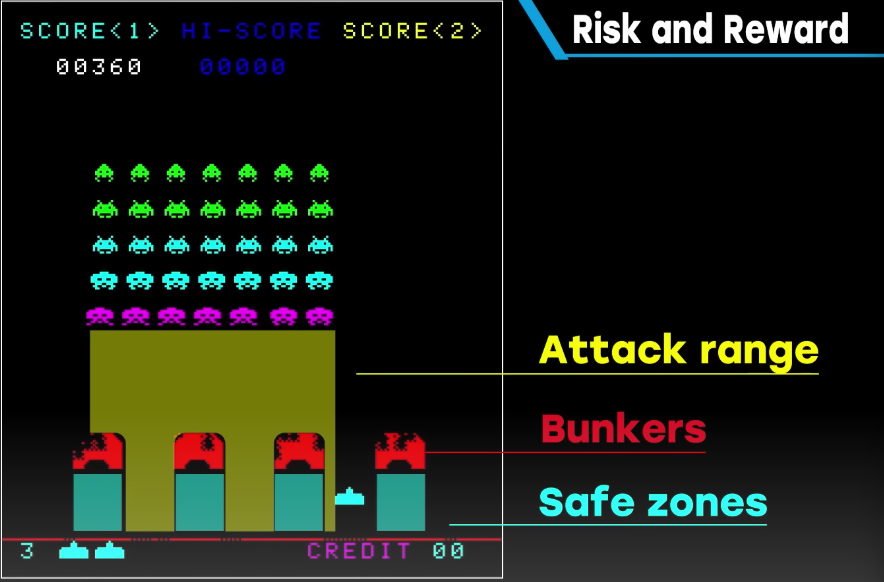 SCORE<1> HI-SCORE SCORE<2>
00360 00000
Risk and Reward
Attack range
Bunkers
Safe zones
3 CREDIT 00